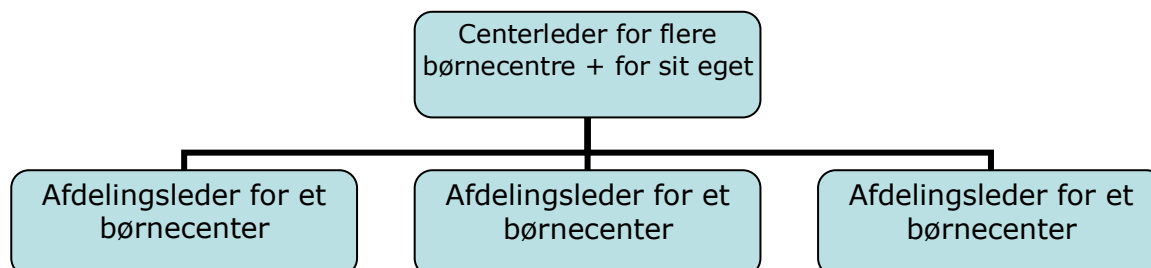 Centerleder for flere
børnecentre + for sit eget
Afdelingsleder for et
børnecenter
Afdelingsleder for et
børnecenter
Afdelingsleder for et
børnecenter